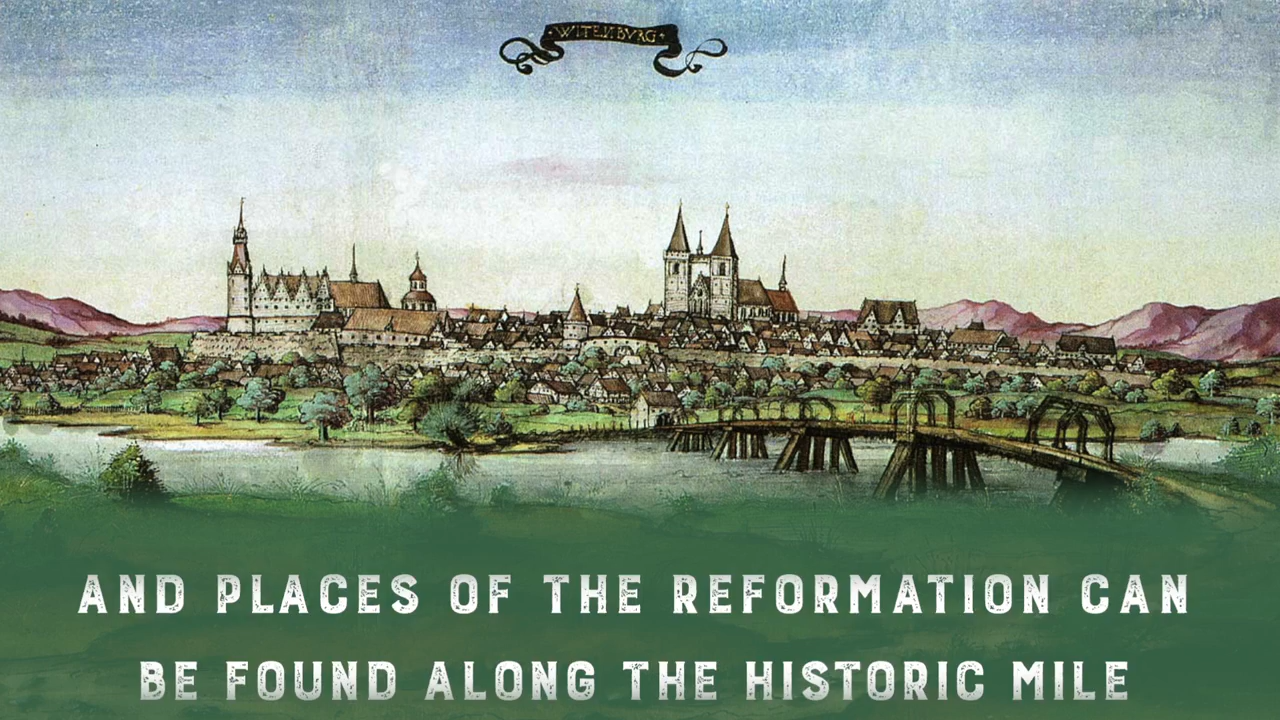 WITENBVRG
AND PLACES OF THE REFORMATION CAN
BE FOUND ALONG THE HISTORIC MILE